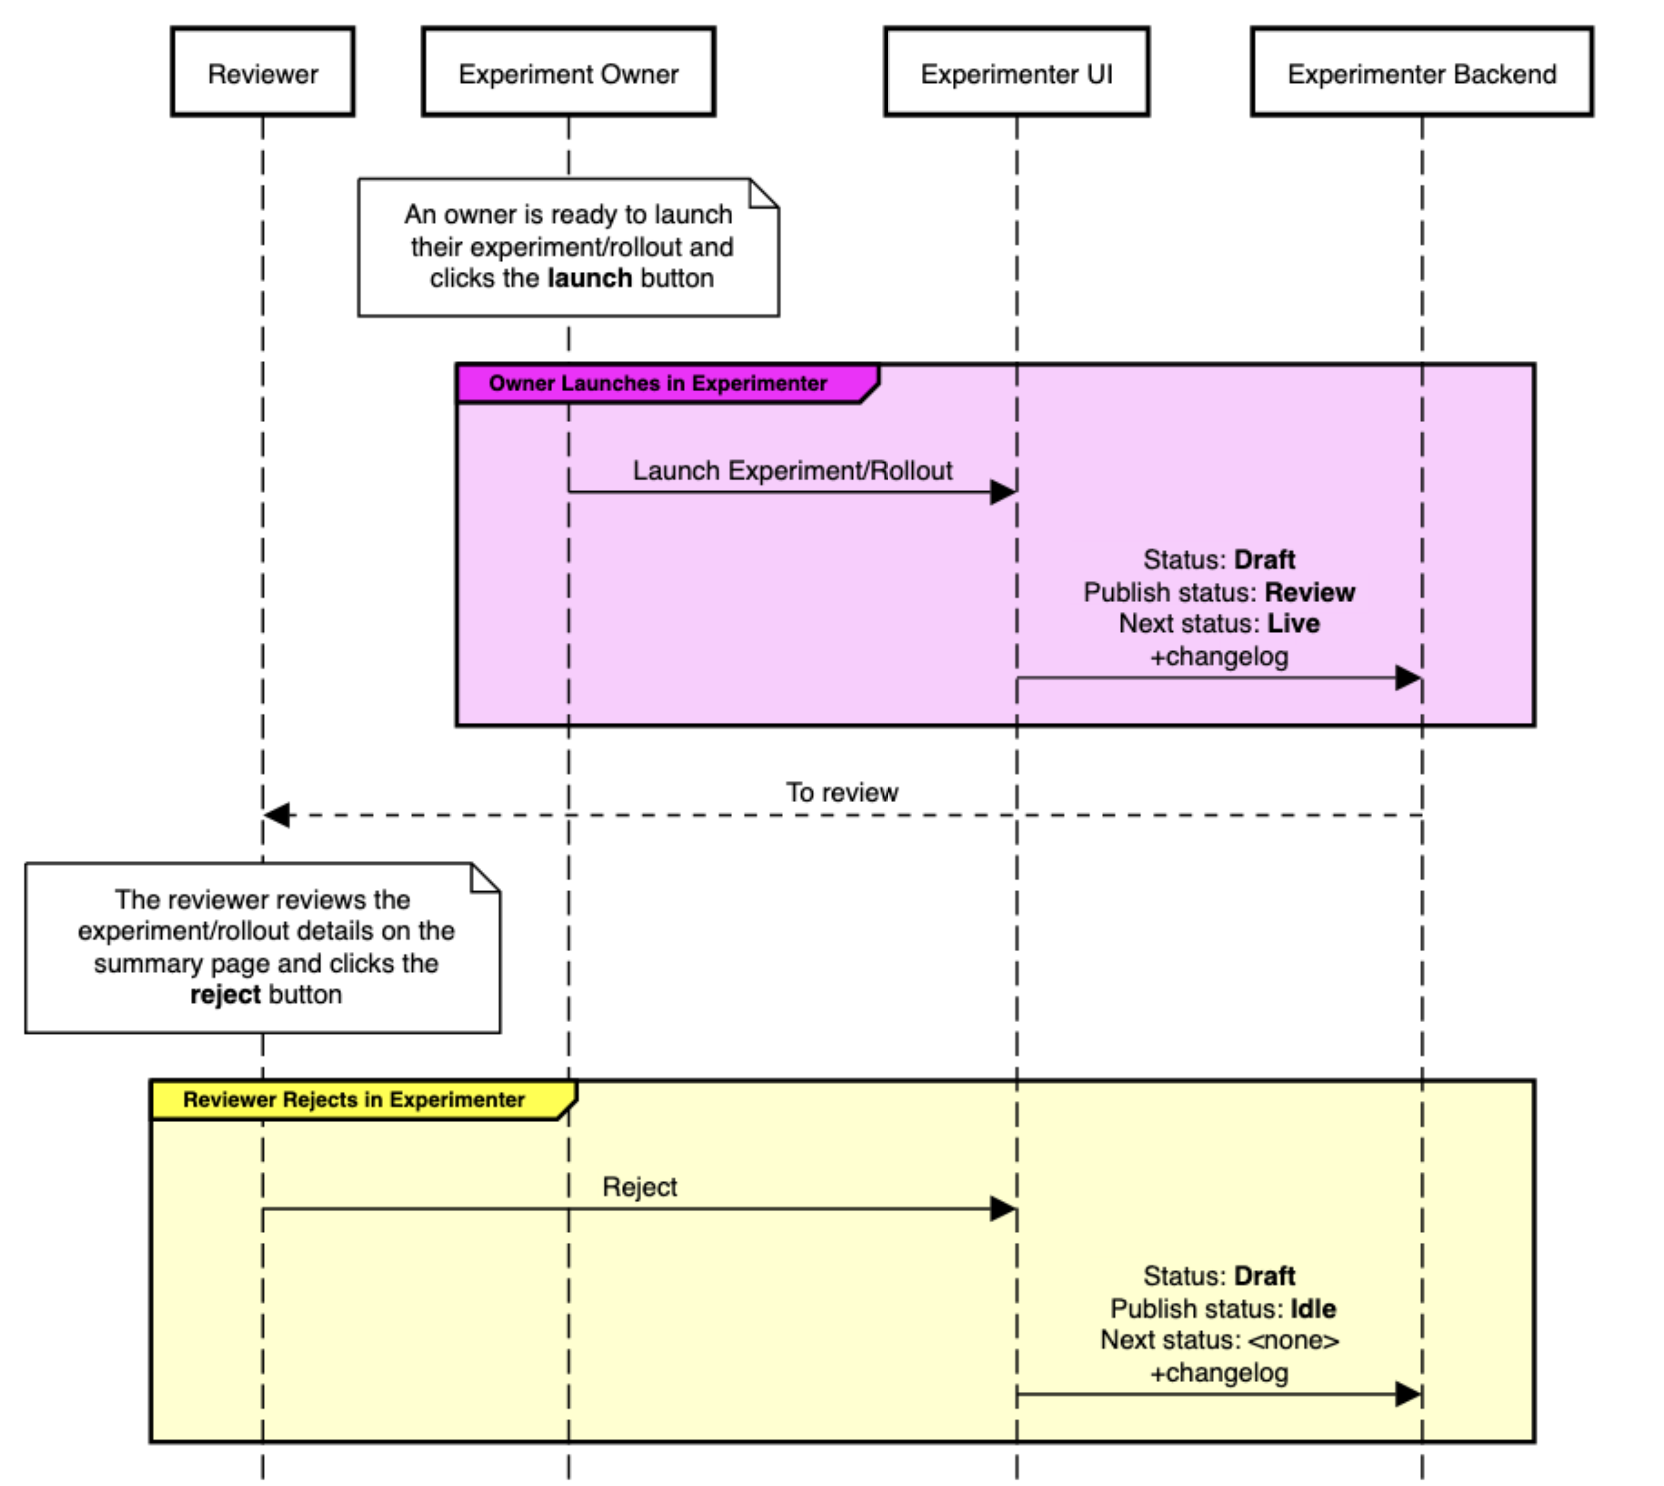 Reviewer
Experiment Owner
Experimenter UI
Experimenter Backend
An owner is ready to launch
their experiment/rollout and
clicks the launch button
Owner Launches in Experimenter
Launch Experiment/Rollout
Status: Draft
Publish status: Review
Next status: Live
+changelog
To review
The reviewer reviews the
experiment/rollout details on the
summary page and clicks the
reject button
Reviewer Rejects in Experimenter
Reject
Status: Draft
Publish status: Idle
Next status: <none>
+changelog